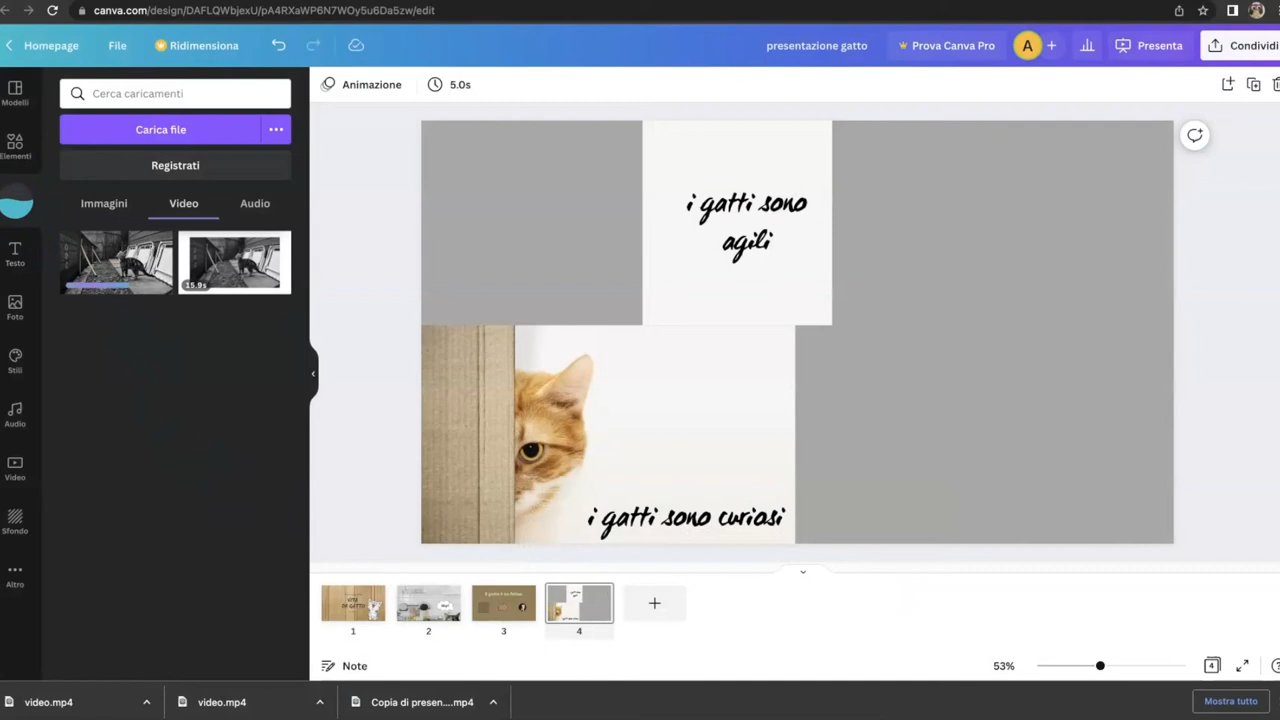 canva.com/design/DAFLQWbjexU/pA4RXaWP6N7WOy5u6Da5zw/edit
Homepage
File
Ridimensiona
presentazione gatto
Prova Canva Pro
A
Presenta
Condividi
Modelli
Cerca caricamenti
Animazione
5.0s
Carica file
Elementi
Registrati
Immagini
Video
Audio
15.9s
Testo
Foto
Stili
Audio
Video
Sfondo
Altro
i gatti sono
agili
i gatti sono curiosi
1
2
3
4
Note
53%
4
video.mp4
video.mp4
Copia di presen....mp4
Mostra tutto